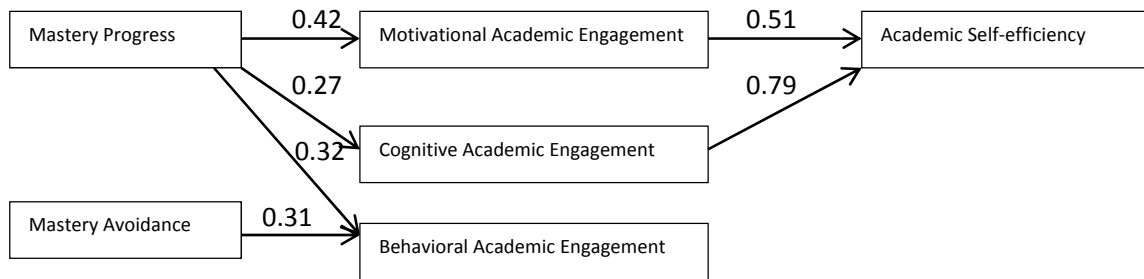 0.42
0.51
Mastery Progress
Motivational Academic Engagement
Academic Self-efficiency
0.27
0.79
0.32
Cognitive Academic Engagement
Mastery Avoidance
0.31
Behavioral Academic Engagement